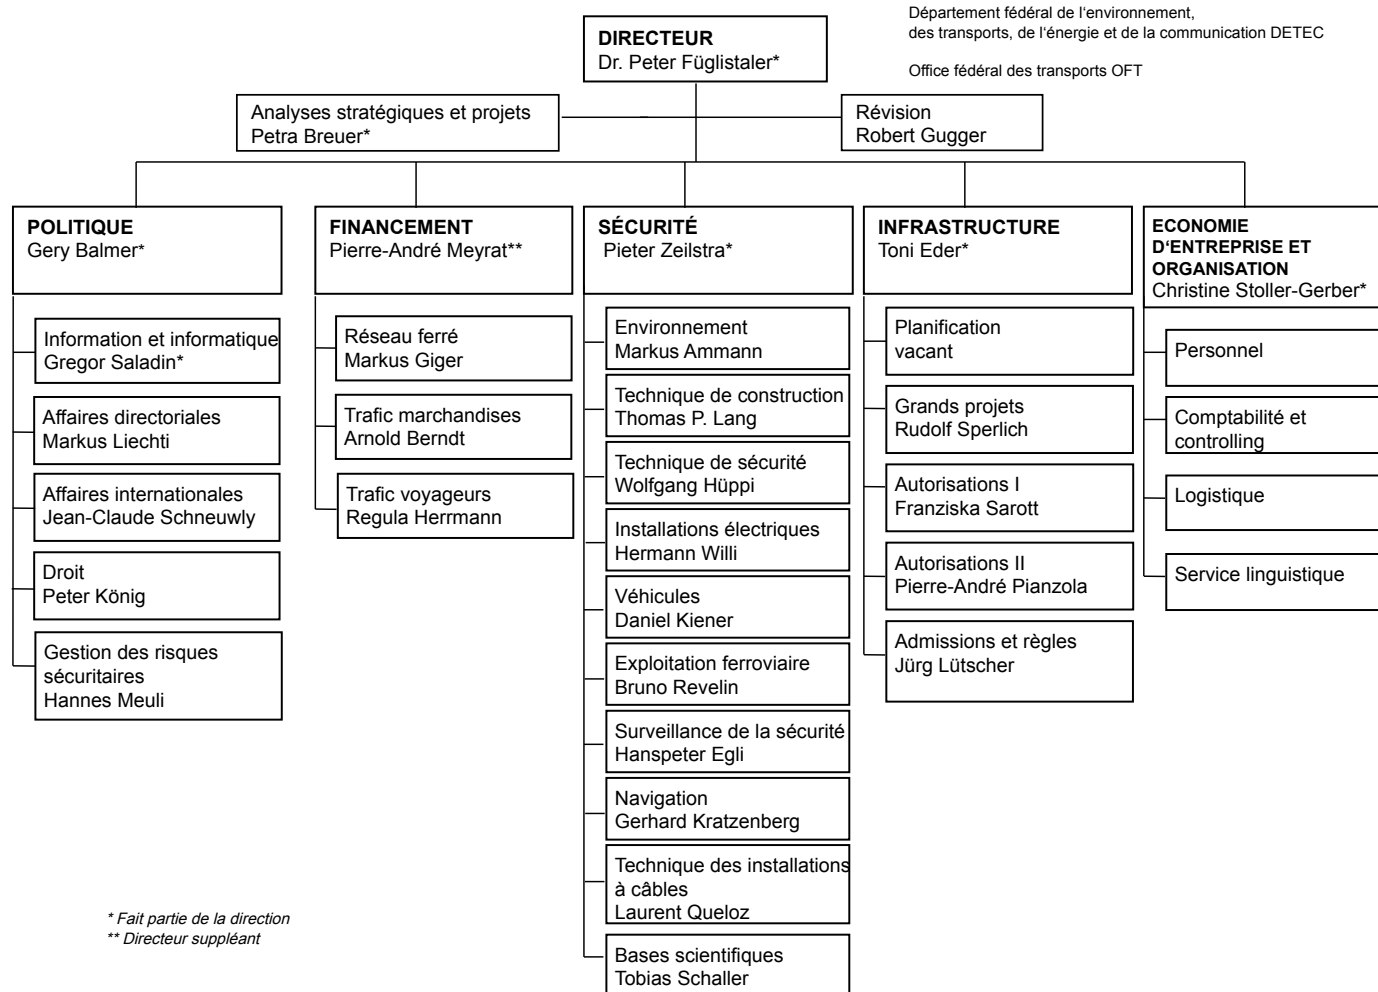 Département fédéral de l‘environnement,
des transports, de l‘énergie et de la communication DETEC
Office fédéral des transports OFT
DIRECTEUR
Dr. Peter Füglistaler*
Analyses stratégiques et projets
Petra Breuer*
Révision
Robert Gugger
POLITIQUE
Gery Balmer*
Information et informatique
Gregor Saladin*
Affaires directoriales
Markus Liechti
Affaires internationales
Jean-Claude Schneuwly
Droit
Peter König
Gestion des risques
sécuritaires
Hannes Meuli
FINANCEMENT
Pierre-André Meyrat**
Réseau ferré
Markus Giger
Trafic marchandises
Arnold Berndt
Trafic voyageurs
Regula Herrmann
SÉCURITÉ
Pieter Zeilstra*
Environnement
Markus Ammann
Technique de construction
Thomas P. Lang
Technique de sécurité
Wolfgang Hüppi
Installations électriques
Hermann Willi
Véhicules
Daniel Kiener
Exploitation ferroviaire
Bruno Revelin
Surveillance de la sécurité
Hanspeter Egli
Navigation
Gerhard Kratzenberg
Technique des installations
à câbles
Laurent Queloz
Bases scientifiques
Tobias Schaller
INFRASTRUCTURE
Toni Eder*
Planification
vacant
Grands projets
Rudolf Sperlich
Autorisations I
Franziska Sarott
Autorisations II
Pierre-André Pianzola
Admissions et règles
Jürg Lütscher
ECONOMIE
D‘ENTREPRISE ET
ORGANISATION
Christine Stoller-Gerber*
Personnel
Comptabilité et
controlling
Logistique
Service linguistique
* Fait partie de la direction
** Directeur suppléant